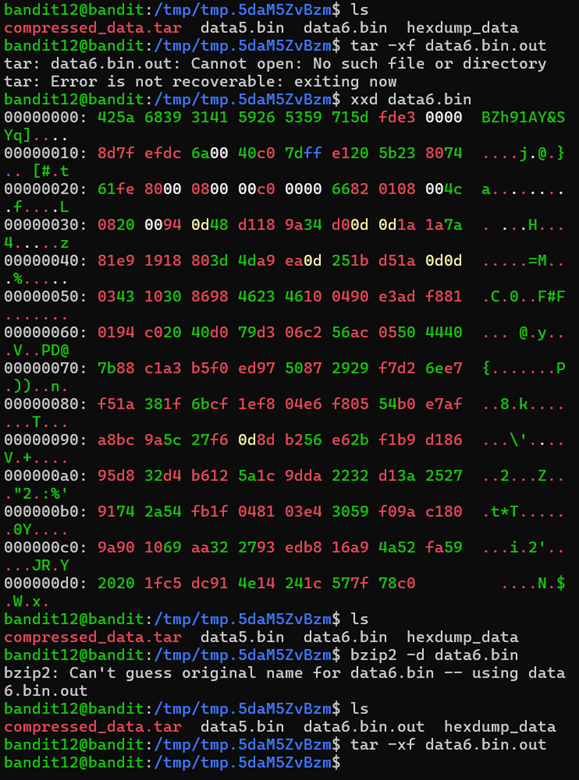 bandit12@bandit:/tmp/tmp.5daM5ZvBzm$ ls
compressed_data.tar  data5.bin  data6.bin  hexdump_data
bandit12@bandit:/tmp/tmp.5daM5ZvBzm$ tar -xf data6.bin.out
tar: data6.bin.out: Cannot open: No such file or directory
tar: Error is not recoverable: exiting now
bandit12@bandit:/tmp/tmp.5daM5ZvBzm$ xxd data6.bin
00000000: 425a 6839 3141 5926 5359 715d fde3 0000  BZh91AY&S
Yq]....
00000010: 8d7f efdc 6a00 40c0 7dff e120 5b23 8074  ....j.@.}
.. [#.t
00000020: 61fe 8000 0800 00c0 0000 6682 0108 004c  a........
.f....L
00000030: 0820 0094 0d48 d118 9a34 d00d 0d1a 1a7a  . ...H...
4.....z
00000040: 81e9 1918 803d 4da9 ea0d 251b d51a 0d0d  .....=M..
.%.....
00000050: 0343 1030 8698 4623 4610 0490 e3ad f881  .C.0..F#F
.......
00000060: 0194 c020 40d0 79d3 06c2 56ac 0550 4440  ... @.y..
.V..PD@
00000070: 7b88 c1a3 b5f0 ed97 5087 2929 f7d2 6ee7  {.......P
.))..n.
00000080: f51a 381f 6bcf 1ef8 04e6 f805 54b0 e7af  ..8.k....
....T...
00000090: a8bc 9a5c 27f6 0d8d b256 e62b f1b9 d186  ...\'....
V.+....
000000a0: 95d8 32d4 b612 5a1c 9dda 2232 d13a 2527  ..2...Z..
."2.:%'
000000b0: 9174 2a54 fb1f 0481 03e4 3059 f09a c180  .t*T.....
.0Y....
000000c0: 9a90 1069 aa32 2793 edb8 16a9 4a52 fa59  ...i.2'..
...JR.Y
000000d0: 2020 1fc5 dc91 4e14 241c 577f 78c0         ....N.$
.W.x.
bandit12@bandit:/tmp/tmp.5daM5ZvBzm$ ls
compressed_data.tar  data5.bin  data6.bin  hexdump_data
bandit12@bandit:/tmp/tmp.5daM5ZvBzm$ bzip2 -d data6.bin
bzip2: Can't guess original name for data6.bin -- using data
6.bin.out
bandit12@bandit:/tmp/tmp.5daM5ZvBzm$ ls
compressed_data.tar  data5.bin  data6.bin.out  hexdump_data
bandit12@bandit:/tmp/tmp.5daM5ZvBzm$ tar -xf data6.bin.out
bandit12@bandit:/tmp/tmp.5daM5ZvBzm$